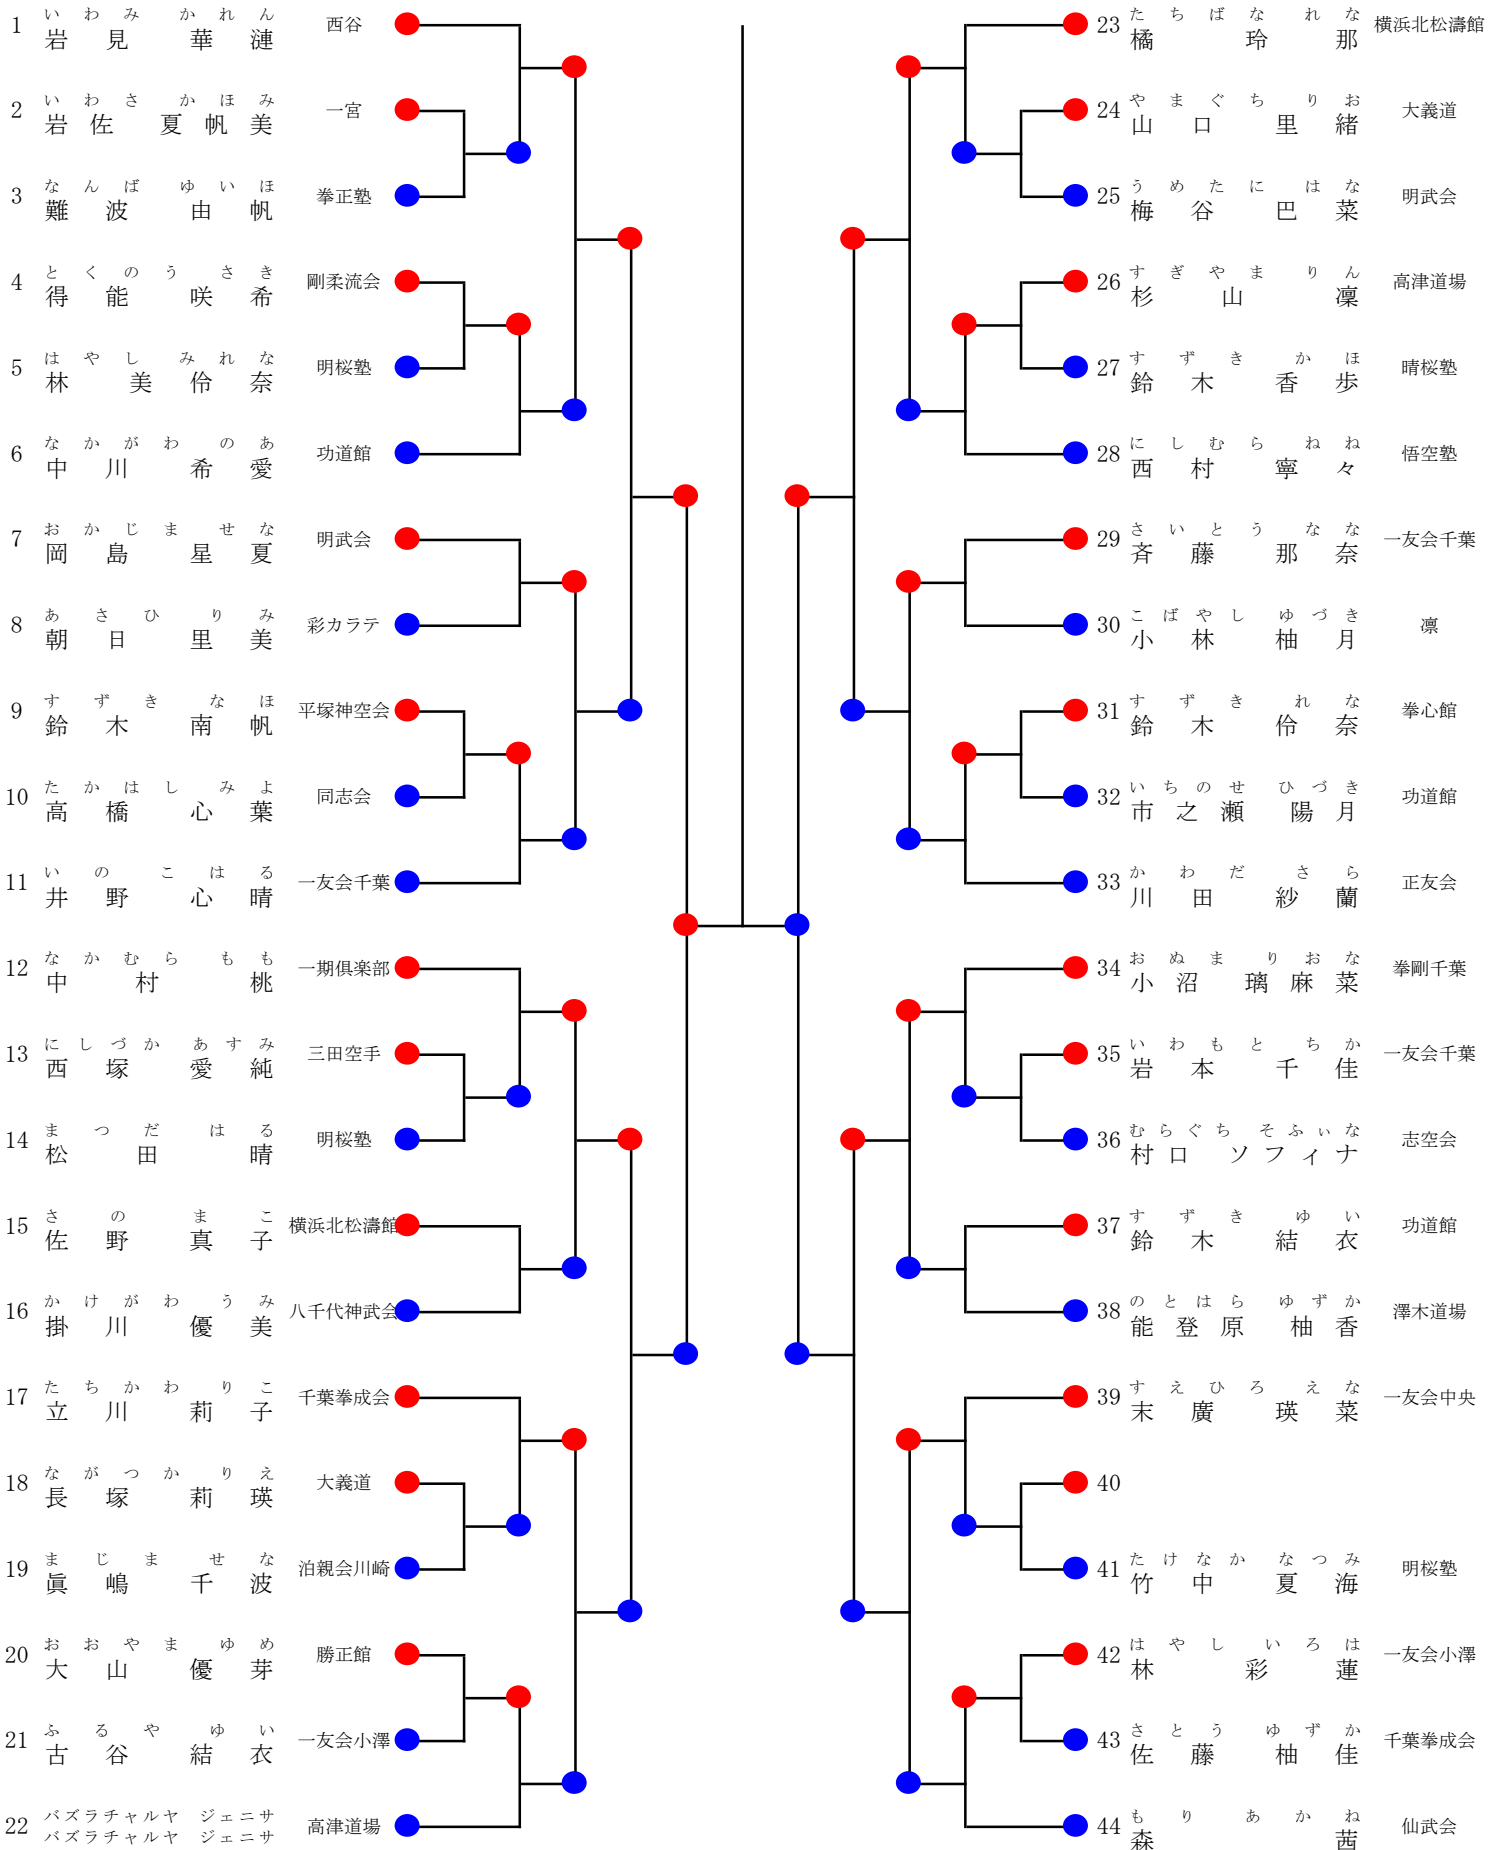 いわみ かれん
1 岩見 華漣 西谷
いわさ かほみ
2 岩佐 夏帆美 一宮
なんば ゆいほ
3 難波 由帆 拳正塾
とくのう さき
4 得能 咲希 剛柔流会
はやし みれな
5 林 美伶奈 明桜塾
なかがわ のあ
6 中川 希愛 功道館
おかじま せな
7 岡島 星夏 明武会
あさひ りみ
8 朝日 里美 彩カラテ
すずき なほ
9 鈴木 南帆 平塚神空会
たかはし みよ
10 高橋 心葉 同志会
いの こはる
11 井野 心晴 一友会千葉
なかむら もも
12 中村 桃 一期倶楽部
にしづか あすみ
13 西塚 愛純 三田空手
まつだ はる
14 松田 晴 明桜塾
さの まこ
15 佐野 真子 横浜北松濤館
かけがわ うみ
16 掛川 優美 八千代神武会
たちかわ りこ
17 立川 莉子 千葉拳成会
ながつか りえ
18 長塚 莉瑛 大義道
まじま せな
19 眞嶋 千波 泊親会川崎
おおやま ゆめ
20 大山 優芽 勝正館
ふるや ゆい
21 古谷 結衣 一友会小澤
バズラチャルヤ ジェニサ
22 バズラチャルヤ ジェニサ 高津道場
たちばな れな
23 橘 玲那 横浜北松濤館
やまぐち りお
24 山口 里緒 大義道
うめたに はな
25 梅谷 巴菜 明武会
すぎやま りん
26 杉山 凜 高津道場
すずき かほ
27 鈴木 香歩 晴桜塾
にしむら ねね
28 西村 寧々 悟空塾
さいとう なな
29 斉藤 那奈 一友会千葉
こばやし ゆづき
30 小林 柚月 凛
すずき れな
31 鈴木 伶奈 拳心館
いちのせ ひづき
32 市之瀬 陽月 功道館
かわだ さら
33 川田 紗蘭 正友会
おぬま りおな
34 小沼 璃麻菜 拳剛千葉
いわもと ちか
35 岩本 千佳 一友会千葉
むらぐち そふぃな
36 村口 ソフィナ 志空会
すずき ゆい
37 鈴木 結衣 功道館
のとはら ゆずか
38 能登原 柚香 澤木道場
すえひろ えな
39 末廣 瑛菜 一友会中央
40
たけなか なつみ
41 竹中 夏海 明桜塾
はやし いろは
42 林 彩蓮 一友会小澤
さとう ゆずか
43 佐藤 柚佳 千葉拳成会
もり あかね
44 森 茜 仙武会